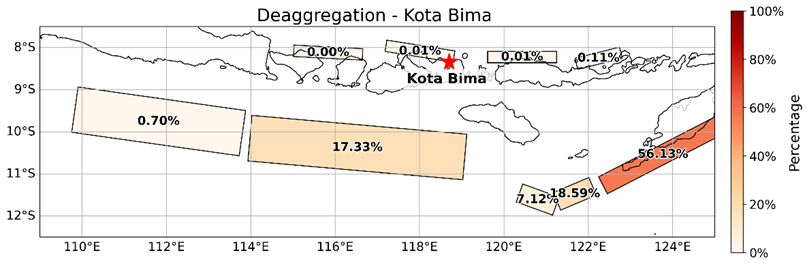 Deaggregation - Kota Bima
100%
8°S
0.00%
0.01%
0.01%
0.11%
Kota Bima
80%
9°S
0.70%
17.33%
60%
10°S
56.13%
Percentage
40%
11°S
7.12%
18.59%
20%
12°S
0%
110°E
112°E
114°E
116°E
118°E
120°E
122°E
124°E